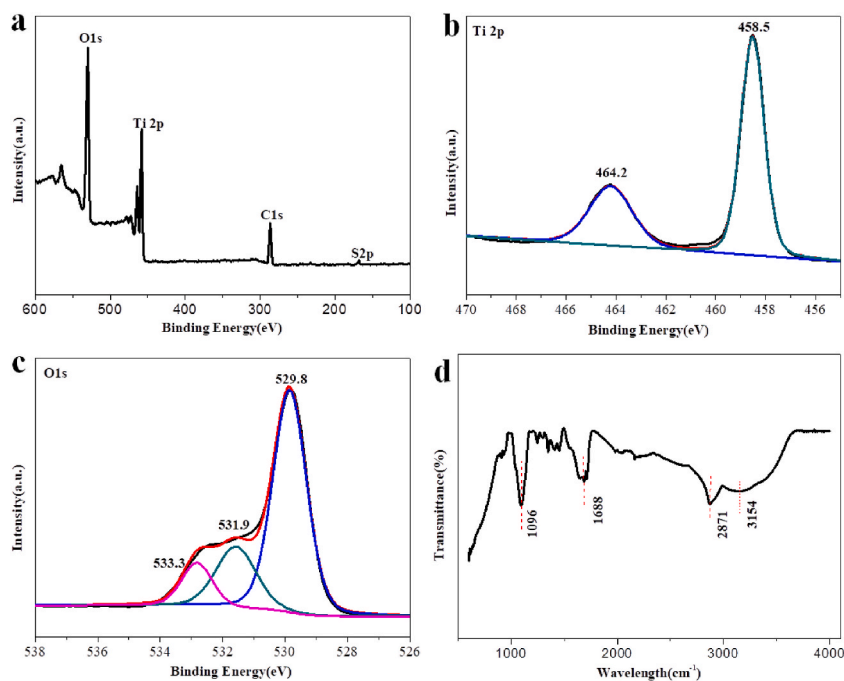 a
O1s
Ti 2p
C1s
S2p
Intensity(a.u.)
600 500 400 300 200 100
Binding Energy(eV)
b
Ti 2p
458.5
464.2
Intensity(a.u.)
470 468 466 464 462 460 458 456
Binding Energy(eV)
c
O1s
529.8
531.9
533.3
Intensity(a.u.)
538 536 534 532 530 528 526
Binding Energy(eV)
d
1096
1688
2871
3154
Transmittance(%)
1000 2000 3000 4000
Wavelength(cm-1)